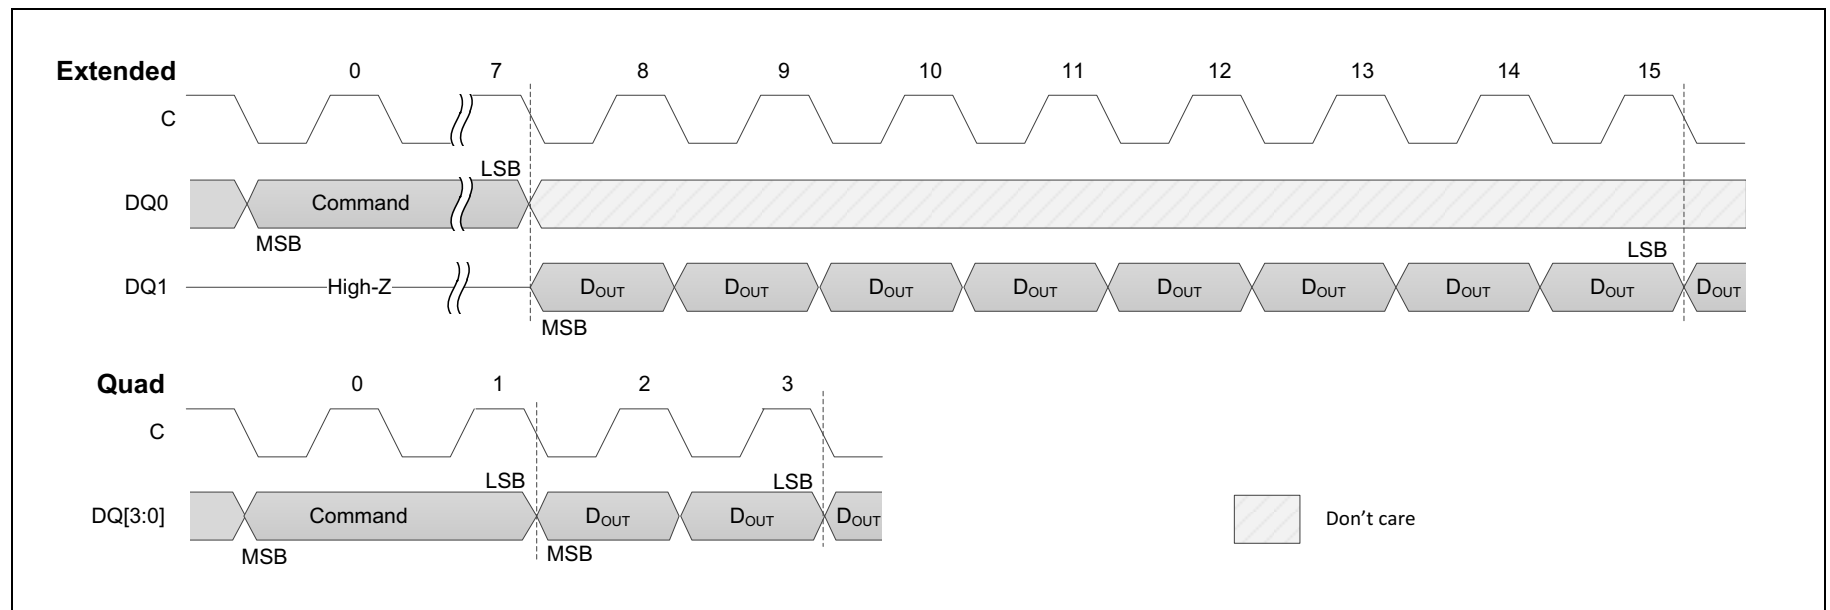 Extended 0 7 8 9 10 11 12 13 14 15
C
LSB
DQ0 Command
MSB
LSB
DQ1 High-Z DOUT DOUT DOUT DOUT DOUT DOUT DOUT DOUT DOUT
MSB
Quad 0 1 2 3
C
LSB LSB
DQ[3:0] Command DOUT DOUT DOUT
Don’t care
MSB MSB